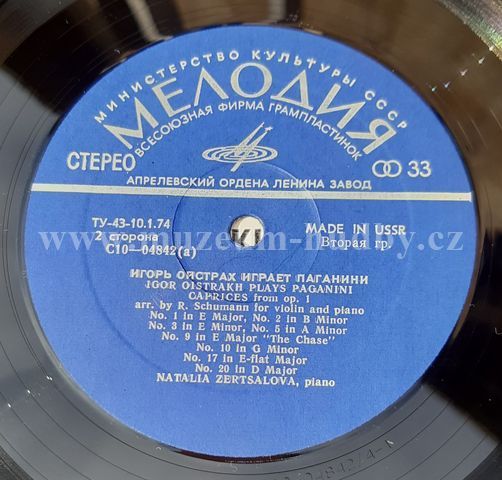 МИНИСТЕРСТВО КУЛЬТУРЫ СССР
МЕЛОДИЯ
ВСЕСОЮЗНАЯ ФИРМА ГРАМПЛАСТИНОК
СТЕРЕО
33
АПРЕЛЕВСКИЙ ОРДЕНА ЛЕНИНА ЗАВОД
ТУ-43-10.1.74
2 сторона
С10—04842(а)
MADE IN USSR
Вторая гр.
www.muzeum-hudby.cz
ИГОРЬ ОЙСТРАХ ИГРАЕТ ПАГАНИНИ
IGOR OISTRAKH PLAYS PAGANINI
CAPRICES from op. 1
arr. by R. Schumann for violin and piano
No. 1 in E Major, No. 2 in B Minor
No. 3 in E Minor, No. 5 in A Minor
No. 9 in E Major "The Chase"
No. 10 in G Minor
No. 17 in E-flat Major
No. 20 in D Major
NATALIA ZERTSALOVA, piano